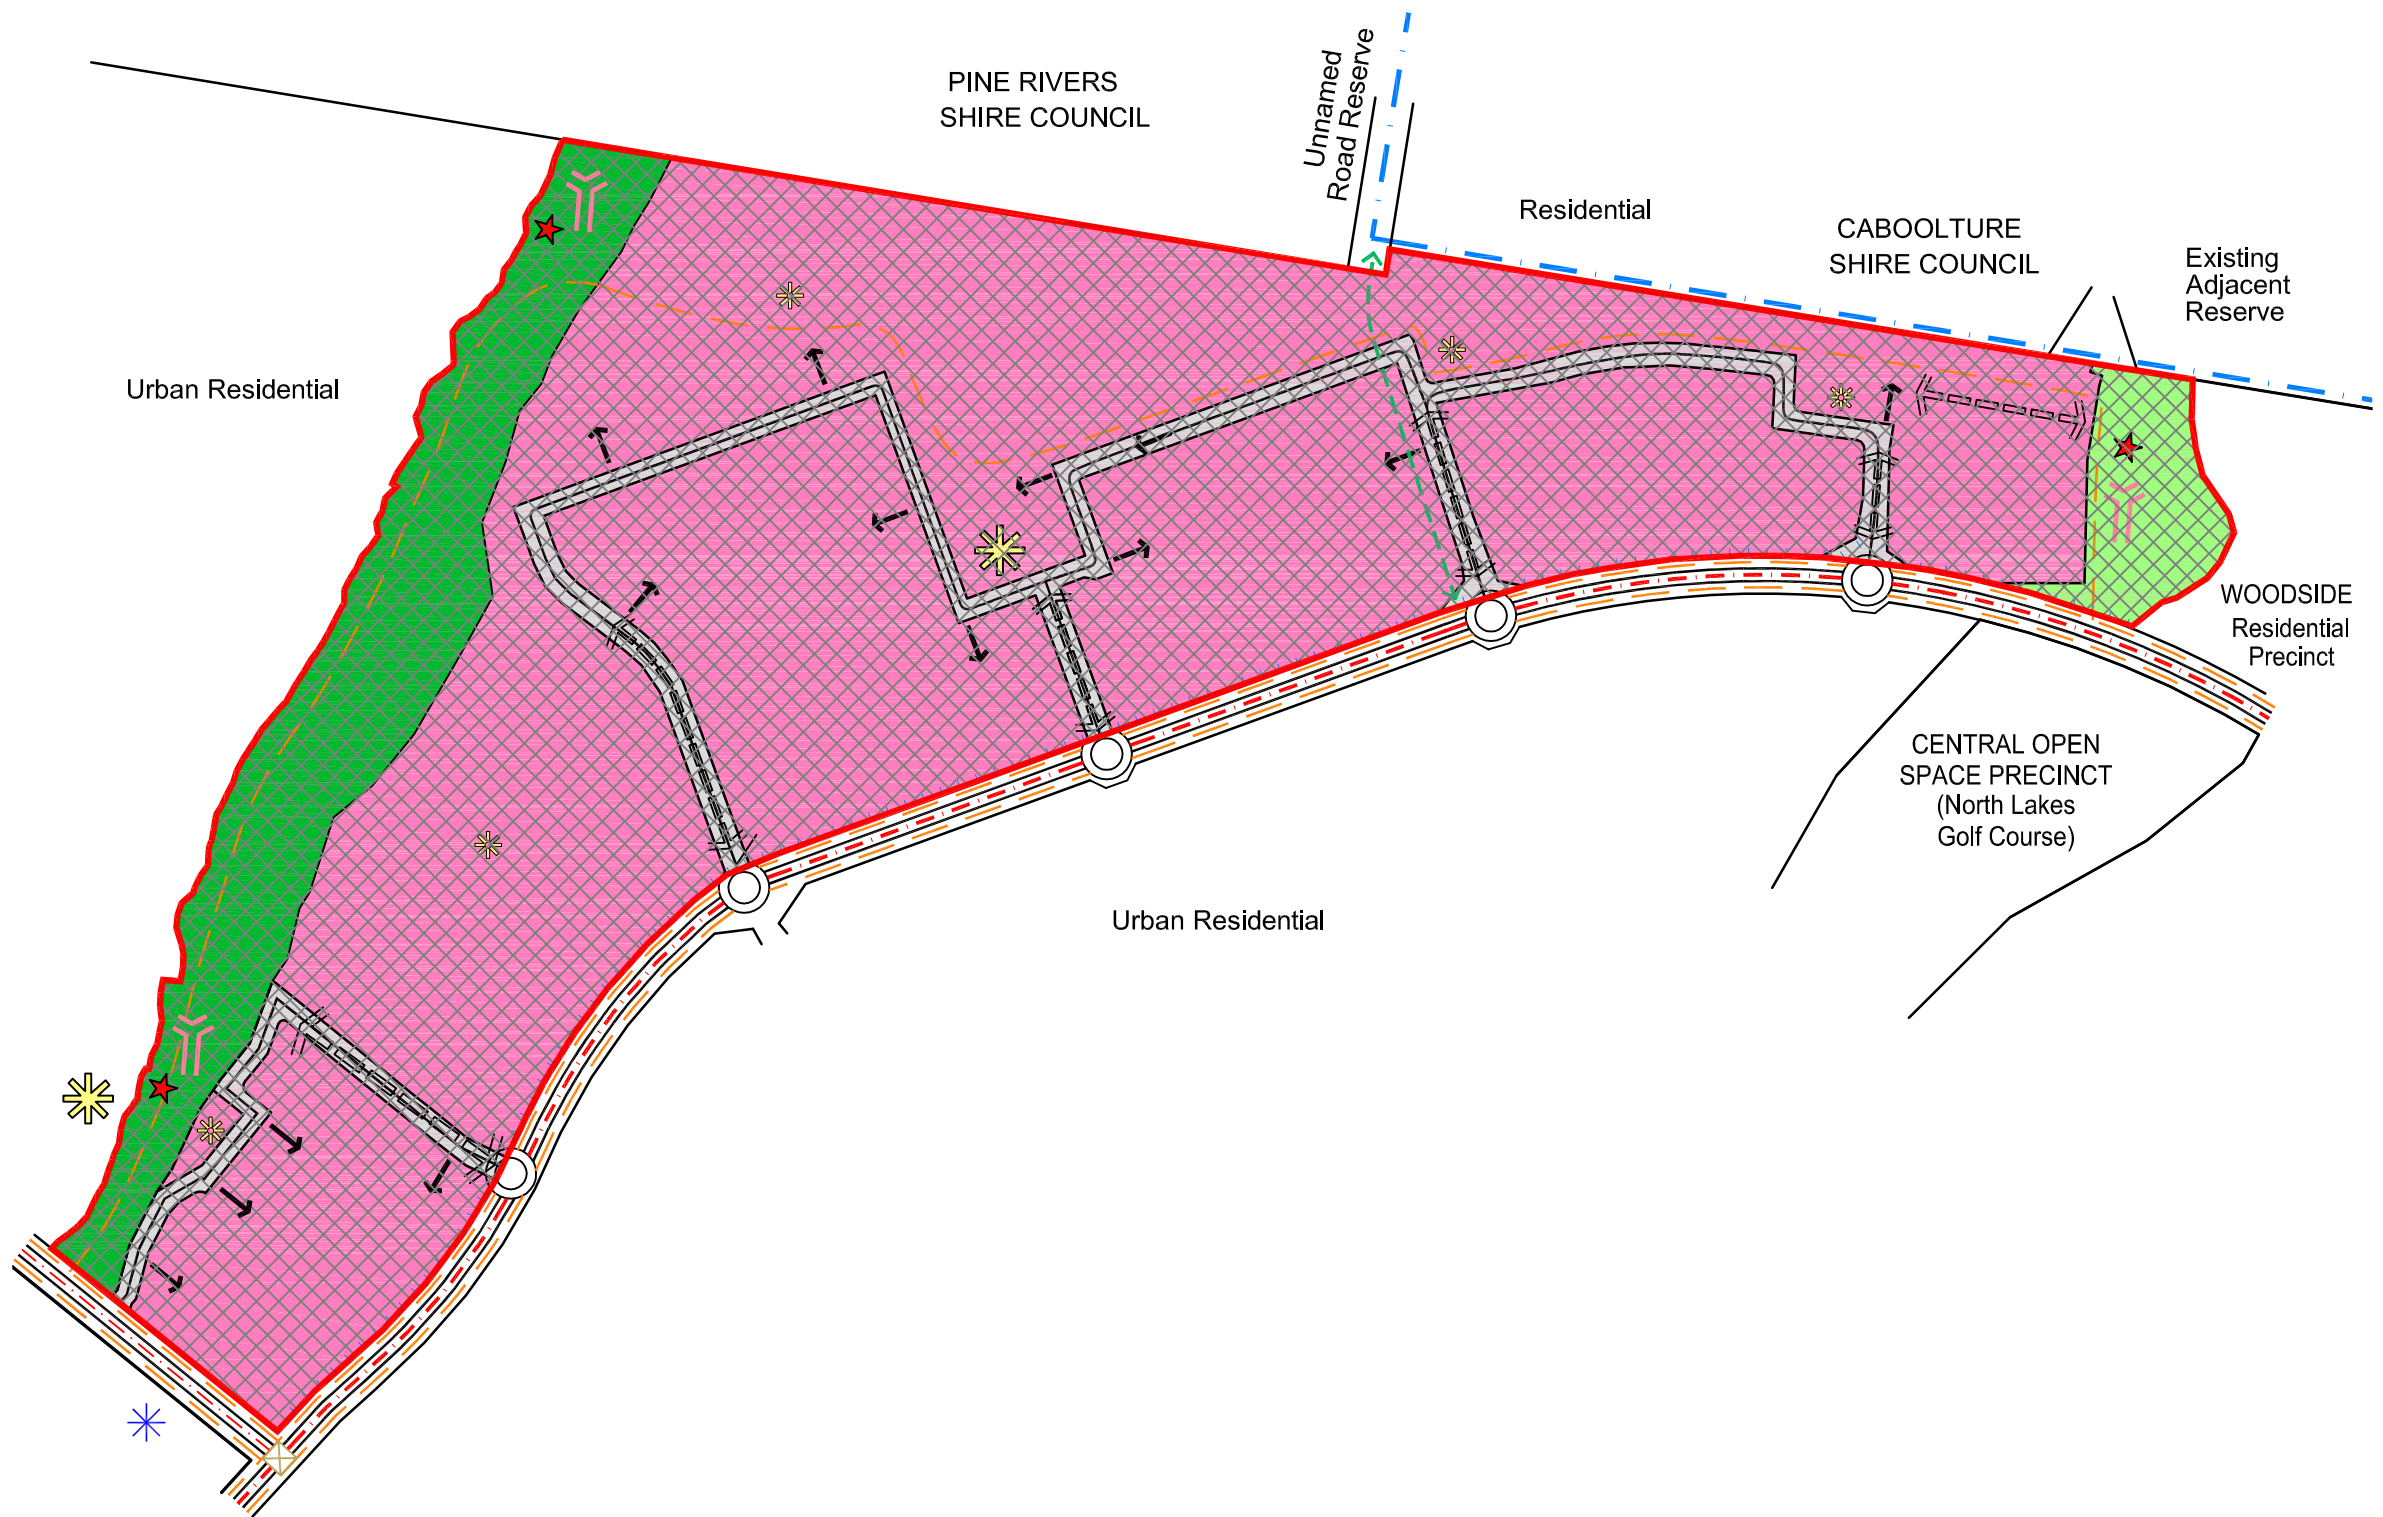 PINE RIVERS
SHIRE COUNCIL
Unnamed
Road Reserve
Residential
CABOOLTURE
SHIRE COUNCIL
Existing
Adjacent
Reserve
Urban Residential
WOODSIDE
Residential
Precinct
CENTRAL OPEN
SPACE PRECINCT
(North Lakes
Golf Course)
Urban Residential